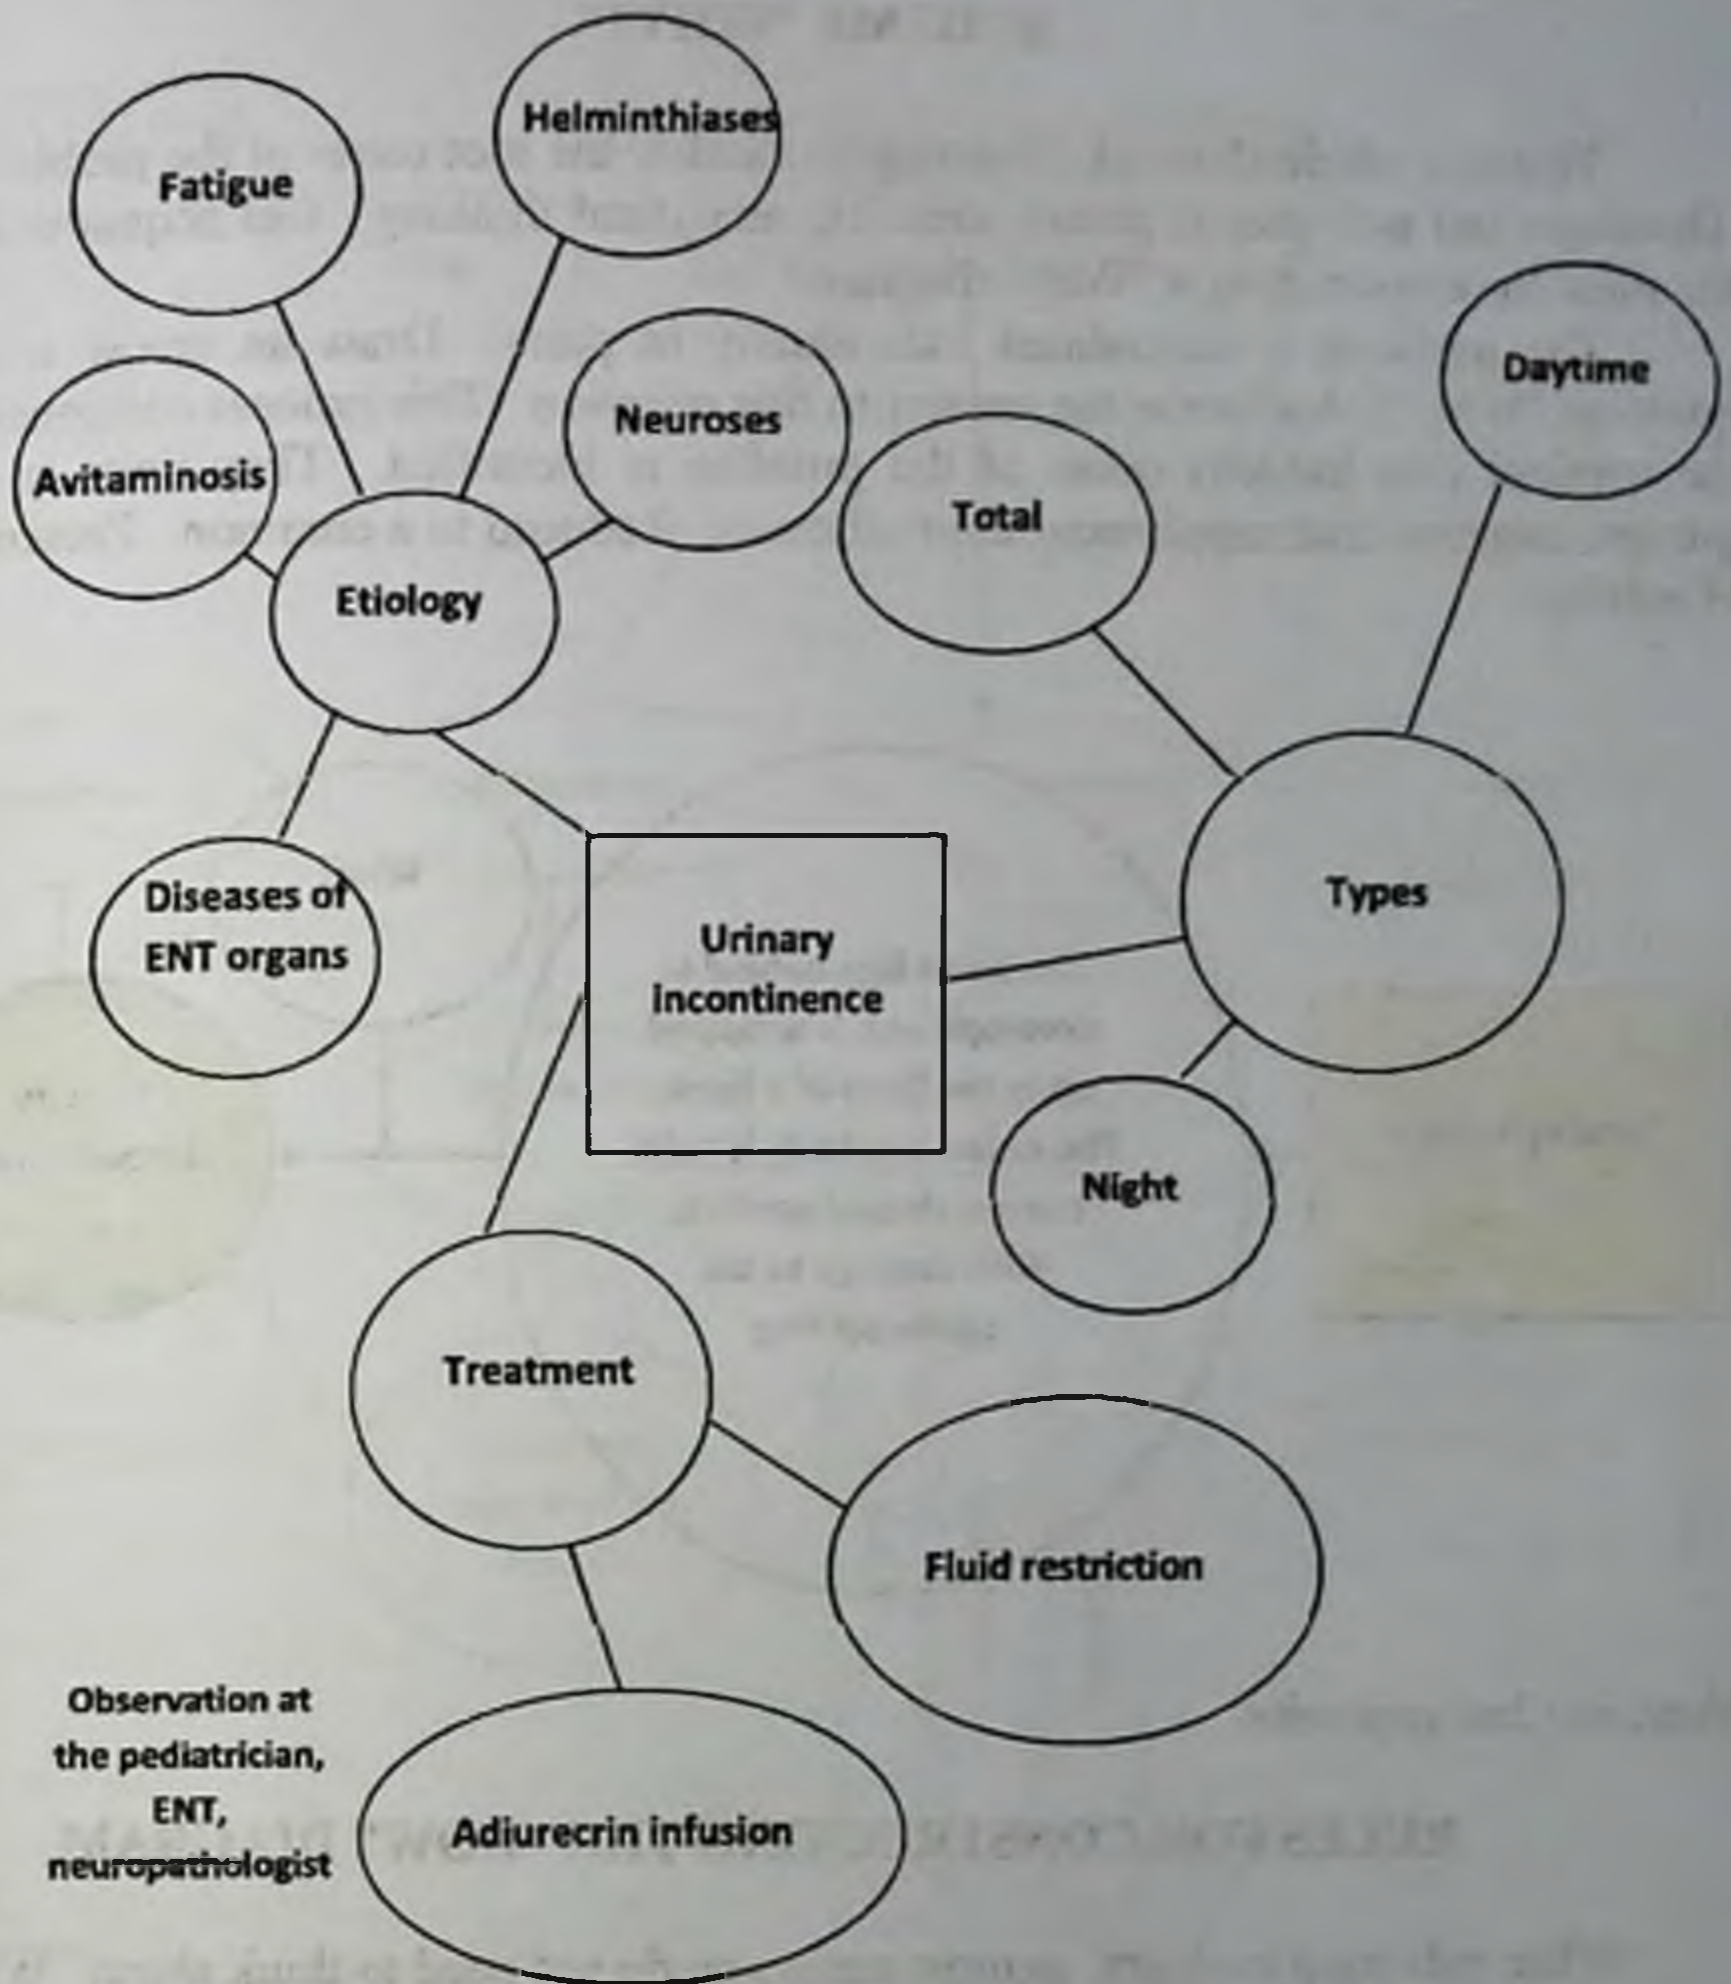 Helminthiases
Fatigue
Daytime
Neuroses
Avitaminosis
Total
Etiology
Diseases of
ENT organs
Types
Urinary
incontinence
Night
Treatment
Fluid restriction
Observation at
the pediatrician,
ENT,
neuropathologist
Adiurecrin infusion